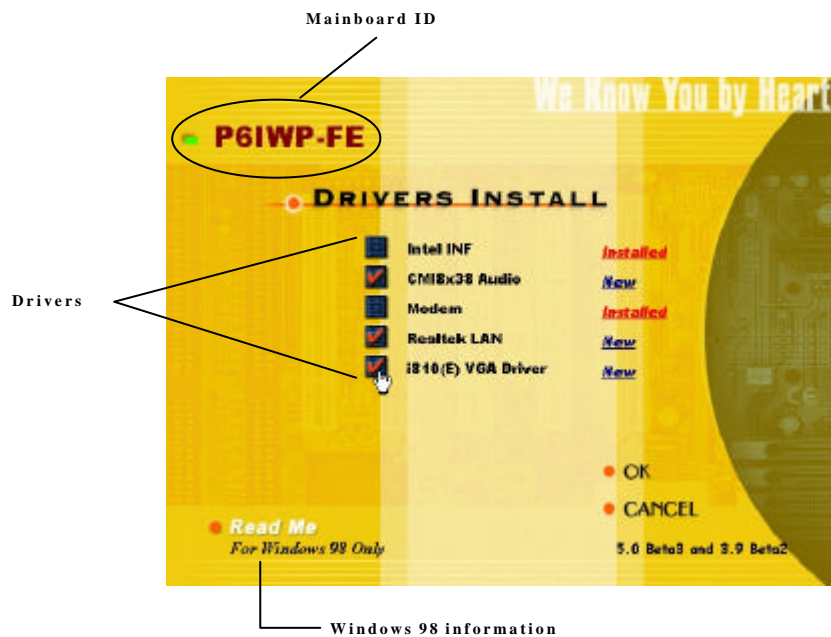 Mainboard ID
We Know You by Heart
P6IWP-FE
DRIVERS INSTALL
Intel INF Installed
CMI8x38 Audio New
Modem Installed
Realtek LAN New
i810(E) VGA Driver New
Drivers
OK
CANCEL
Read Me
For Windows 98 Only
5.0 Beta3 and 3.9 Beta2
Windows 98 information